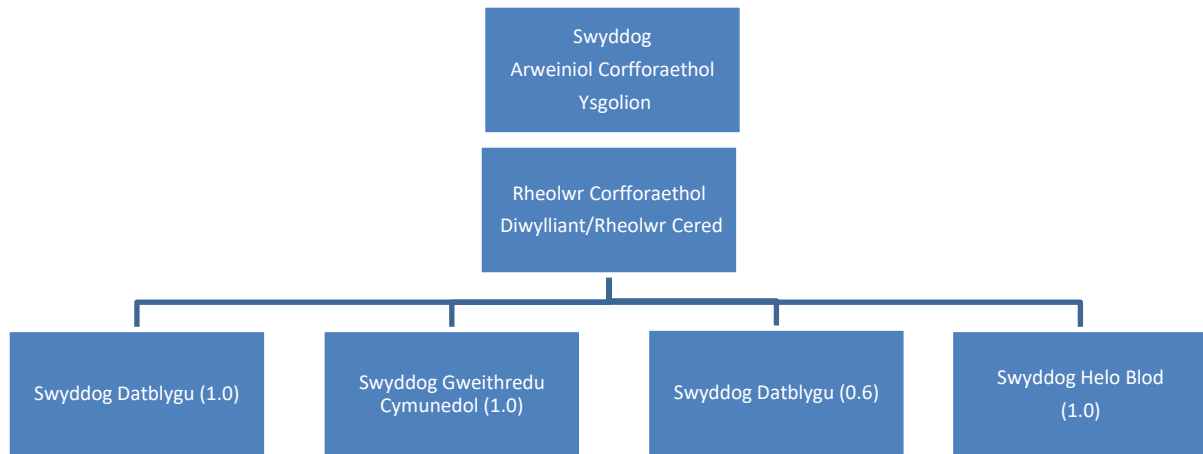 Swyddog
Arweiniol Corfforaethol
Ysgolion
Rheolwr Corfforaethol
Diwylliant/Rheolwr Cered
Swyddog Datblygu (1.0)
Swyddog Gweithredu
Cymunedol (1.0)
Swyddog Datblygu (0.6)
Swyddog Helo Blod
(1.0)